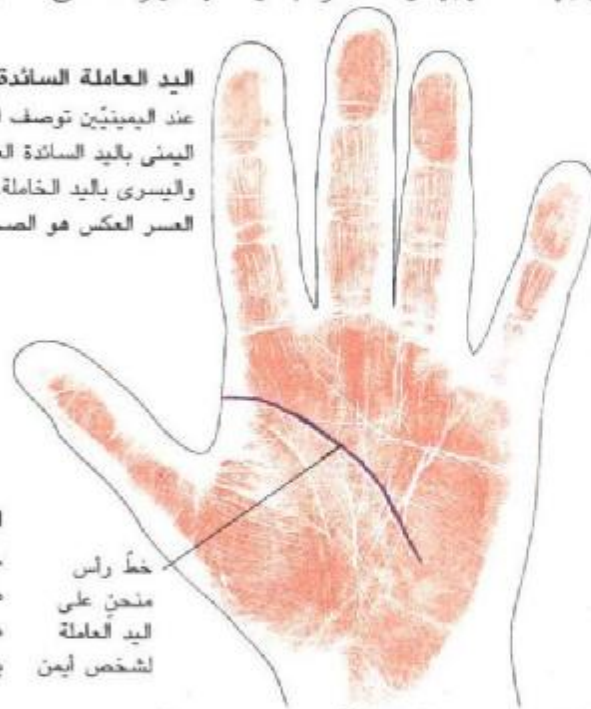 اليد العاملة السائدة
عند اليمينيّين توصف
اليمنى باليد السائدة
واليسرى باليد الخاملة
العسر العكس هو
خطّ رأس
منحنٍ على
اليد العاملة
لشخص أيمن